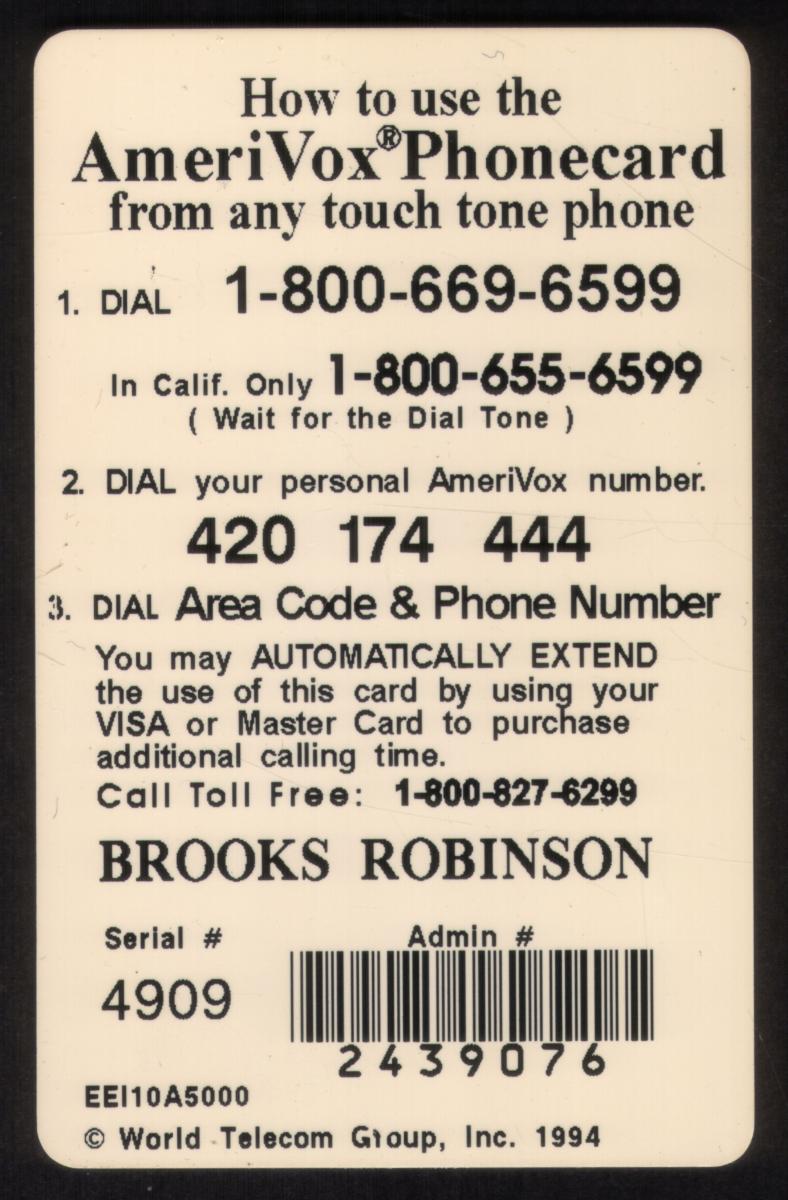 How to use the
AmeriVox®Phonecard
from any touch tone phone
1. DIAL 1-800-669-6599
In Calif. Only 1-800-655-6599
( Wait for the Dial Tone )
2. DIAL your personal AmeriVox number.
420 174 444
3. DIAL Area Code & Phone Number
You may AUTOMATICALLY EXTEND
the use of this card by using your
VISA or Master Card to purchase
additional calling time.
Call Toll Free: 1-800-827-6299
BROOKS ROBINSON
Serial # Admin #
4909
2439076
EEI10A5000
© World Telecom Group, Inc. 1994